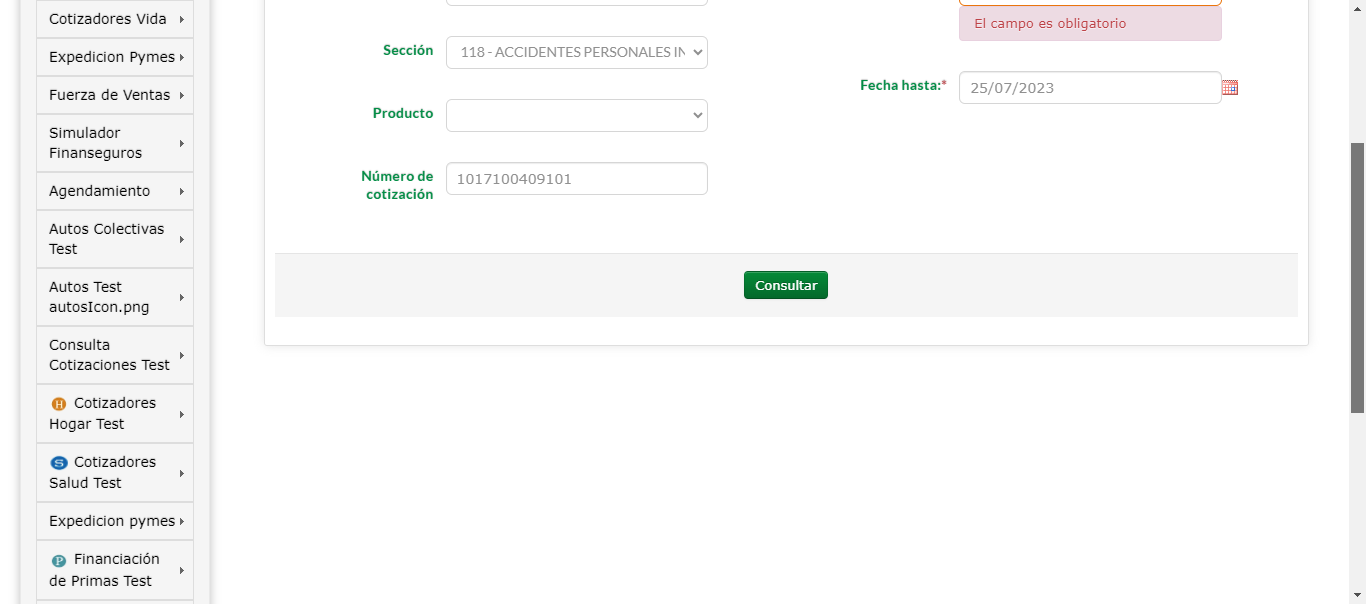 Cotizadores Vida
Expedicion Pymes
Fuerza de Ventas
Simulador
Finanseguros
Agendamiento
Autos Colectivas
Test
Autos Test
autosIcon.png
Consulta
Cotizaciones Test
H Cotizadores
Hogar Test
S Cotizadores
Salud Test
Expedicion pymes
P Financiación
de Primas Test
El campo es obligatorio
Sección
118 - ACCIDENTES PERSONALES IN
Fecha hasta:*
25/07/2023
Producto
Número de
cotización
1017100409101
Consultar